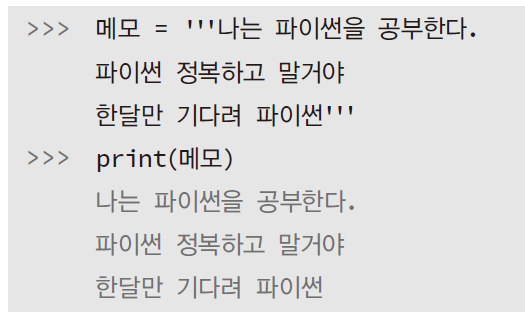 >>> 메모 = '''나는 파이썬을 공부한다.
파이썬 정복하고 말거야
한달만 기다려 파이썬'''
>>> print(메모)
나는 파이썬을 공부한다.
파이썬 정복하고 말거야
한달만 기다려 파이썬